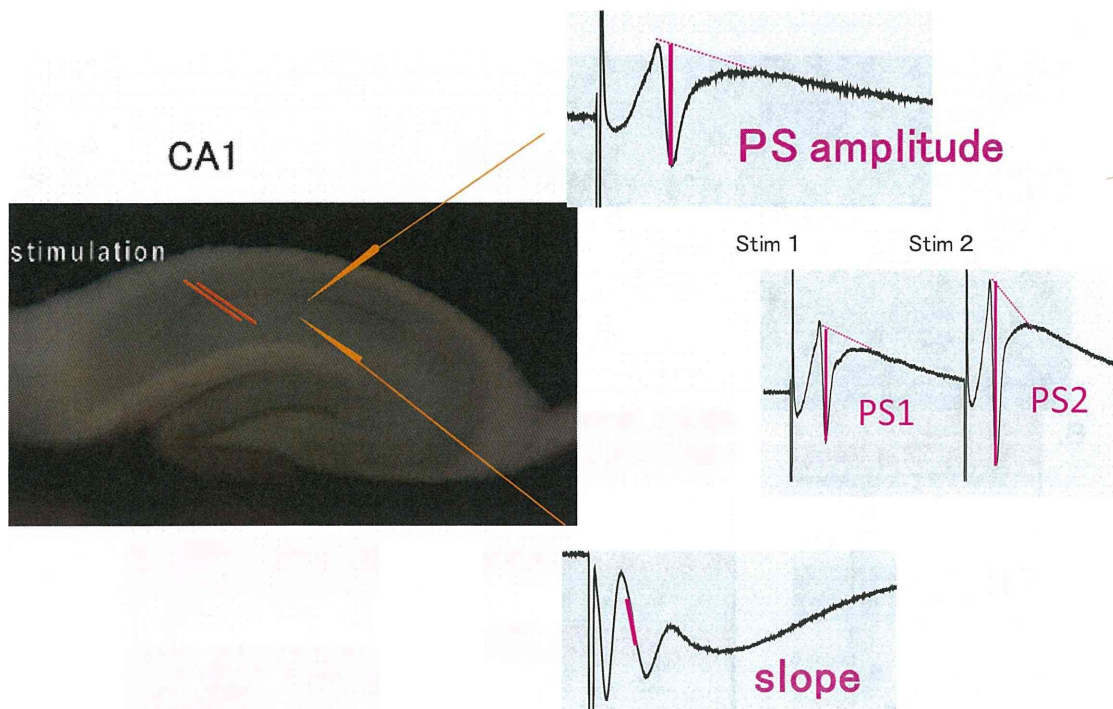 PS amplitude
CA1
stimulation
Stim 1
Stim 2
PS1
PS2
slope